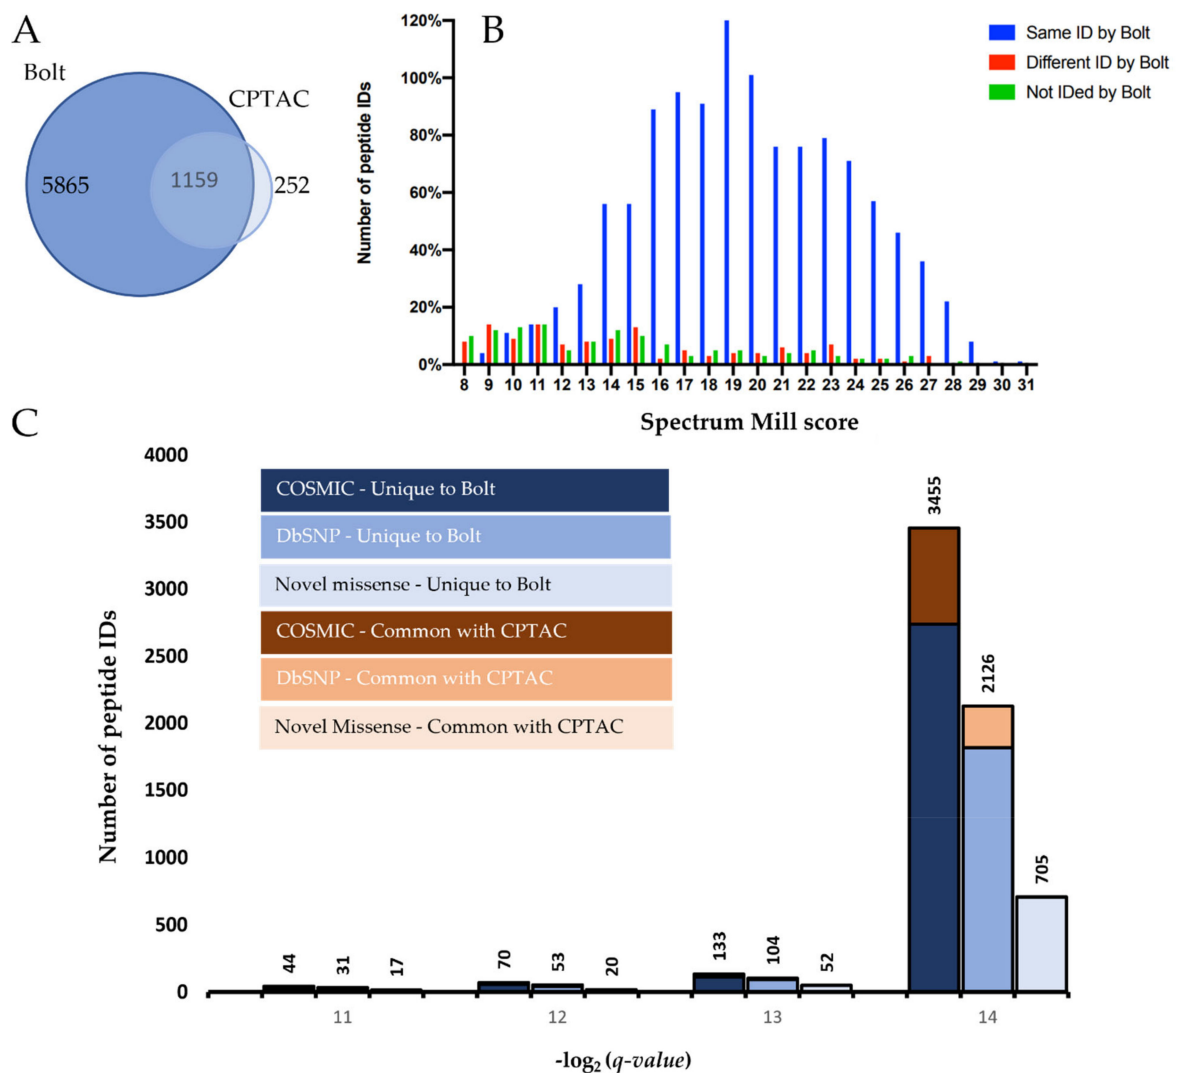 A
Bolt
CPTAC
5865
1159
252
B
Number of peptide IDs
120%
100%
80%
60%
40%
20%
0%
8 9 10 11 12 13 14 15 16 17 18 19 20 21 22 23 24 25 26 27 28 29 30 31
Spectrum Mill score
Same ID by Bolt
Different ID by Bolt
Not IDed by Bolt
C
Number of peptide IDs
4000
3500
3000
2500
2000
1500
1000
500
0
COSMIC - Unique to Bolt
DbSNP - Unique to Bolt
Novel missense - Unique to Bolt
COSMIC - Common with CPTAC
DbSNP - Common with CPTAC
Novel Missense - Common with CPTAC
44 31 17 70 53 20 133 104 52 3455 2126 705
11 12 13 14
-log₂ (q-value)